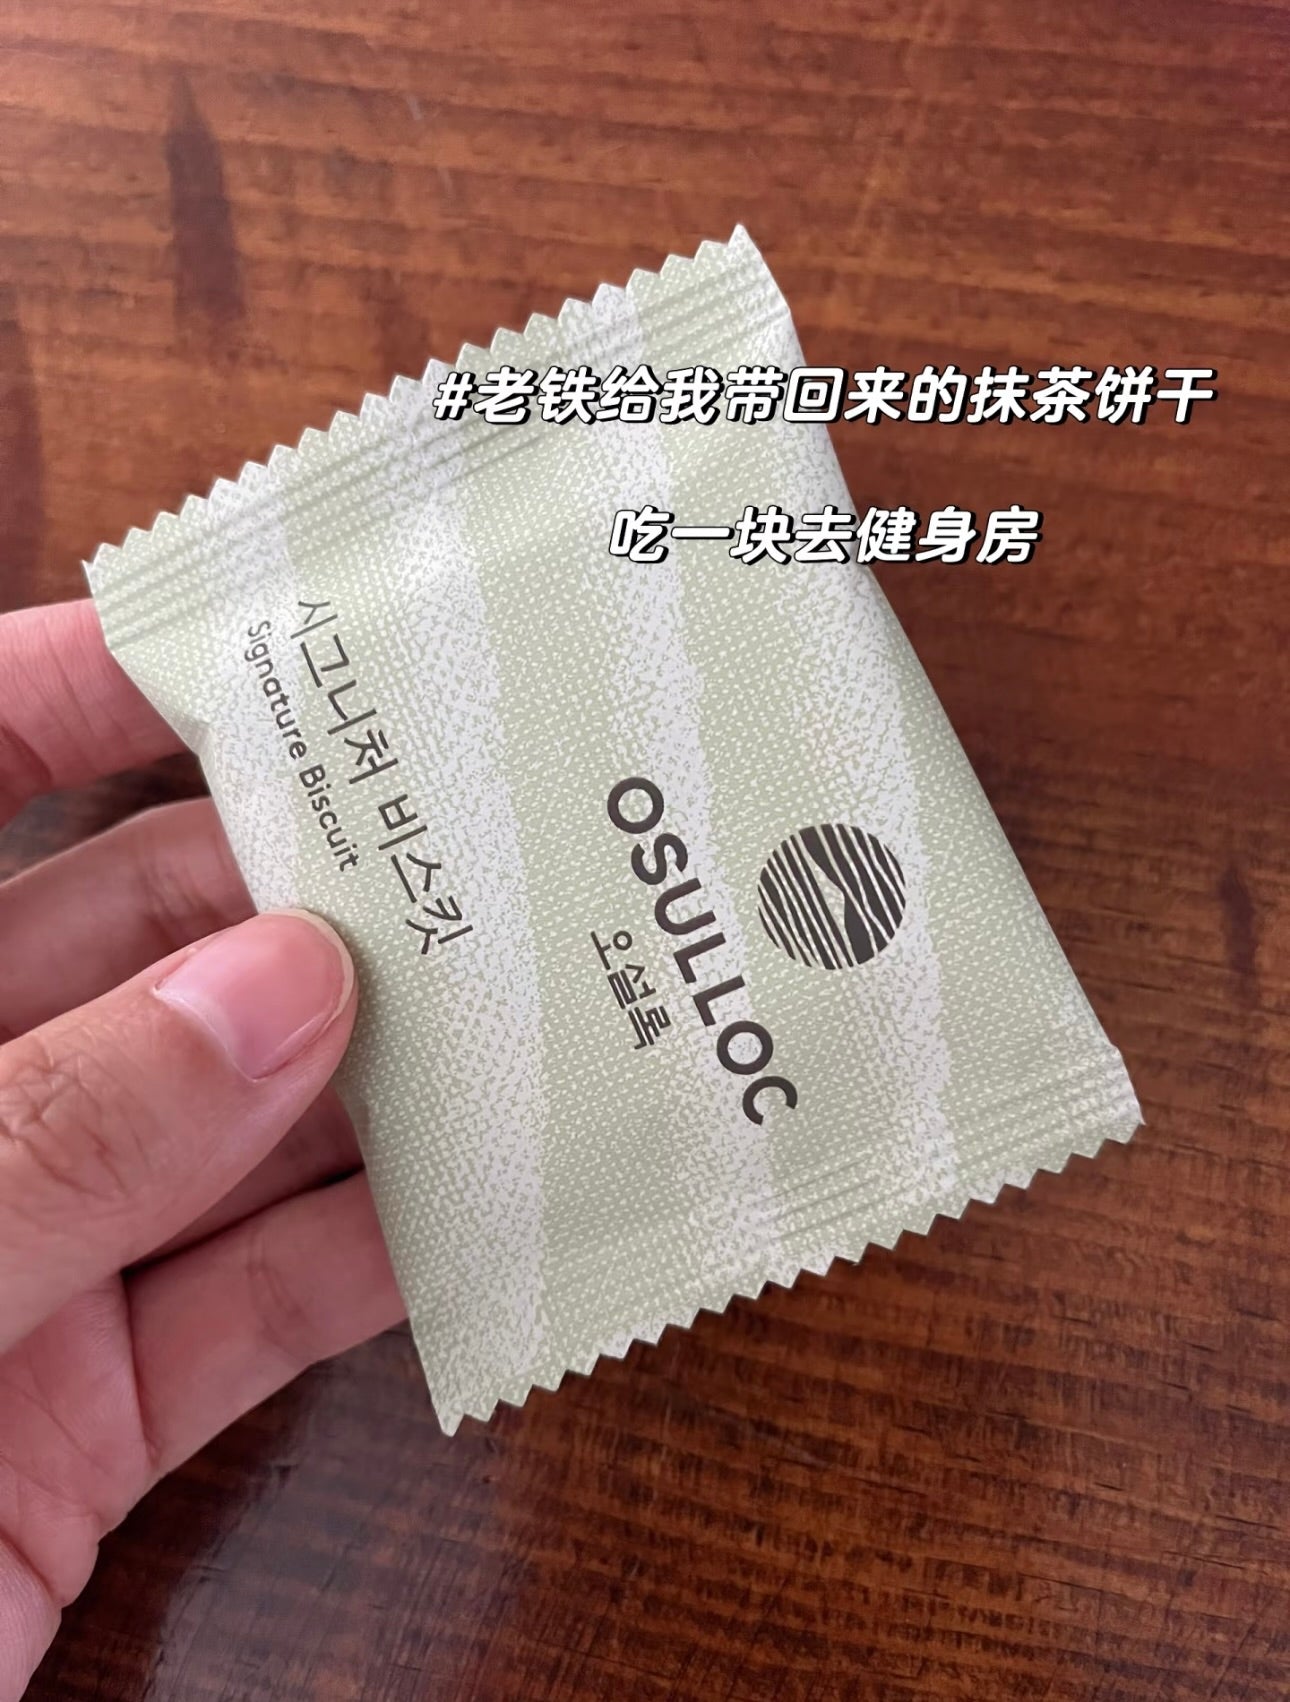 #老铁给我带回来的抹茶饼干
吃一块去健身房
OSULLOC
오설록
시그니처 비스킷
Signature Biscuit